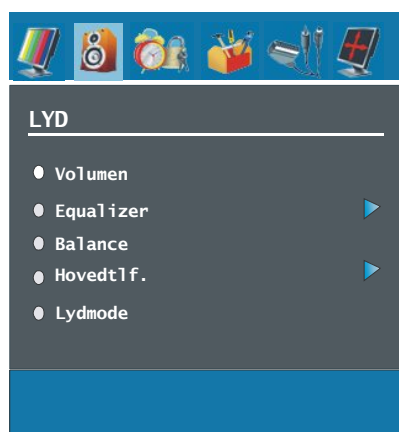 LYD
Volumen
Equalizer
Balance
Hovedtlf.
Lydmode